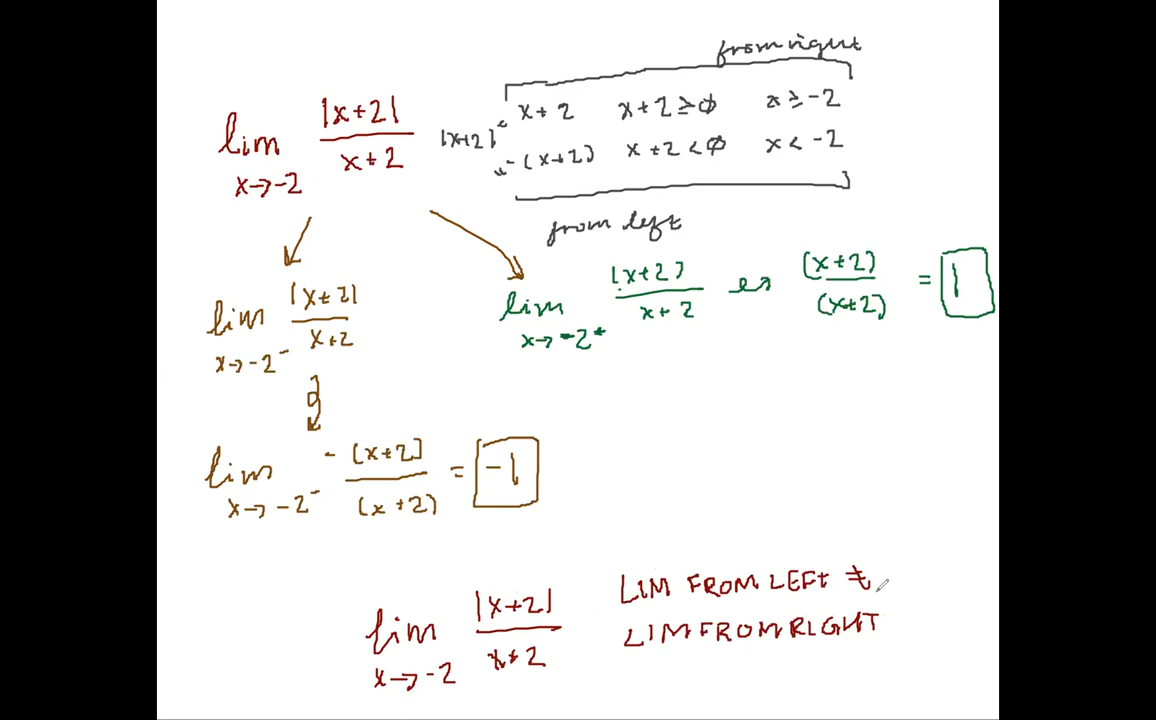 from right
lim x→-2 |x+2| / x+2
|x+2|
x+2 x+2≥0 x≥-2
-(x+2) x+2<0 x<-2
from left
lim x→-2⁻ |x+2| / x+2
lim x→-2⁺ (x+2) / x+2 (x+2) / (x+2) = 1
lim x→-2⁻ -(x+2) / (x+2) = -1
lim x→-2 |x+2| / x+2
LIM FROM LEFT ≠
LIM FROM RIGHT